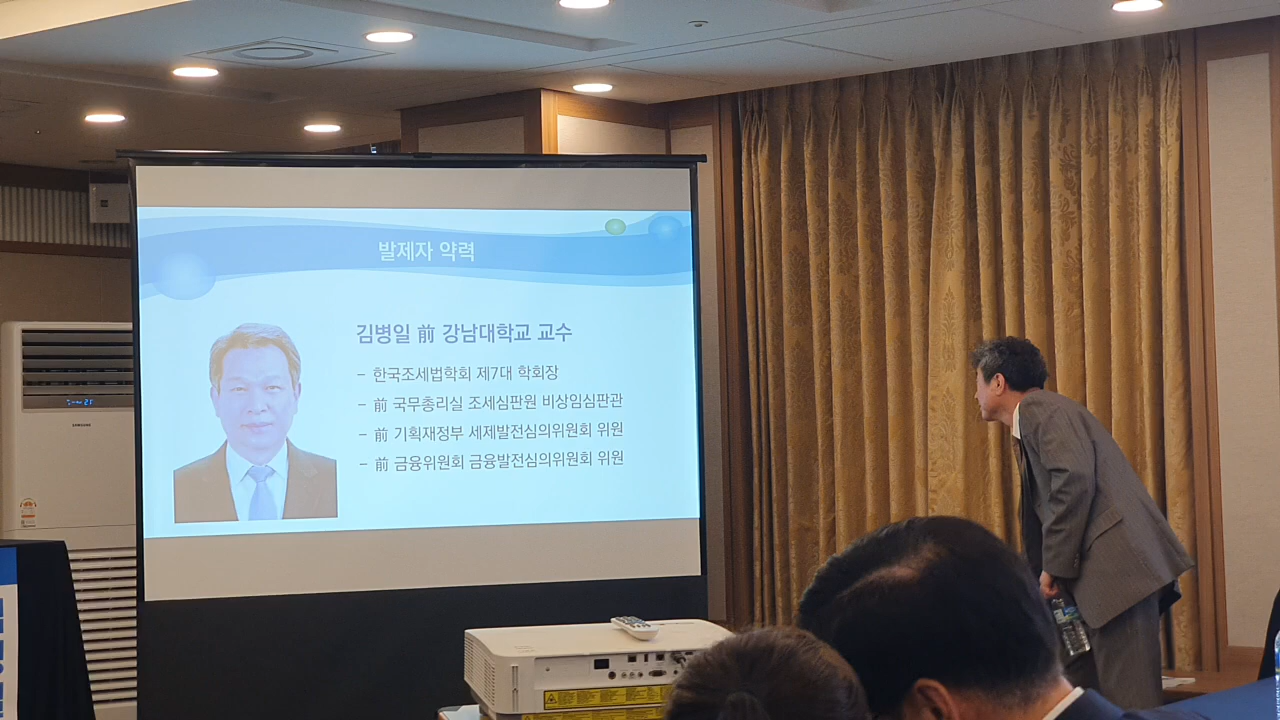 발제자 약력
김병일 前 강남대학교 교수
- 한국조세법학회 제7대 학회장
- 前 국무총리실 조세심판원 비상임심판관
- 前 기획재정부 세제발전심의위원회 위원
- 前 금융위원회 금융발전심의위원회 위원
SAMSUNG